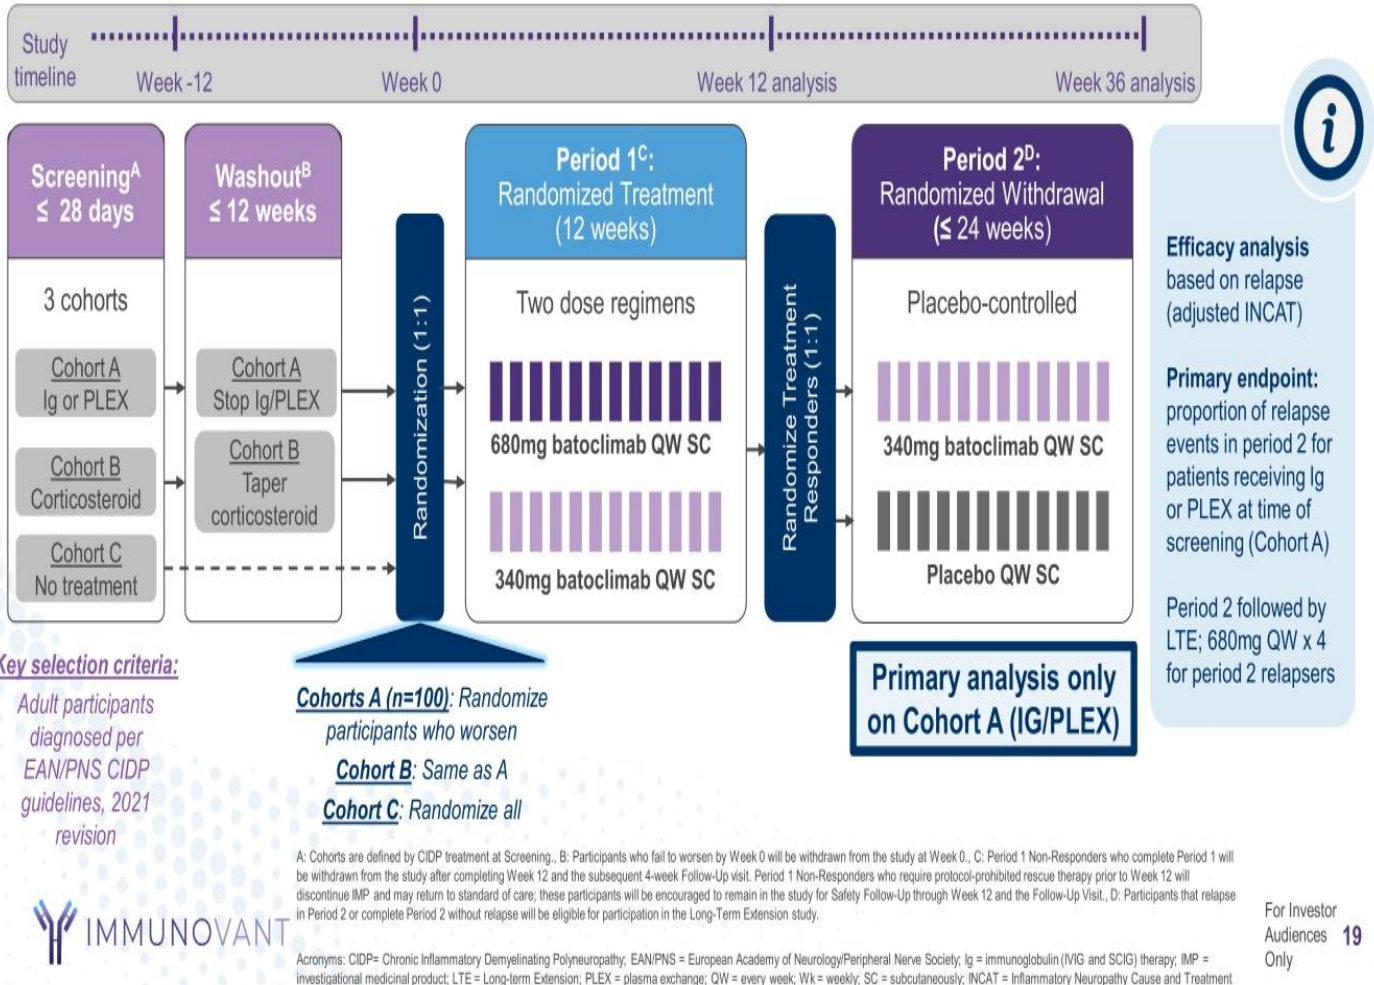 Study
timeline
Week -12
Week 0
Week 12 analysis
Week 36 analysis
ScreeningA
≤ 28 days
3 cohorts
Cohort A
Ig or PLEX
Cohort B
Corticosteroid
Cohort C
No treatment
WashoutB
≤ 12 weeks
Cohort A
Stop Ig/PLEX
Cohort B
Taper
corticosteroid
Randomization (1:1)
Period 1C:
Randomized Treatment
(12 weeks)
Two dose regimens
680mg batoclimab QW SC
340mg batoclimab QW SC
Randomize Treatment
Responders (1:1)
Period 2D:
Randomized Withdrawal
(≤ 24 weeks)
Placebo-controlled
340mg batoclimab QW SC
Placebo QW SC
i
Efficacy analysis
based on relapse
(adjusted INCAT)
Primary endpoint:
proportion of relapse
events in period 2 for
patients receiving Ig
or PLEX at time of
screening (Cohort A)
Period 2 followed by
LTE; 680mg QW x 4
for period 2 relapsers
Key selection criteria:
Adult participants
diagnosed per
EAN/PNS CIDP
guidelines, 2021
revision
Cohorts A (n=100): Randomize
participants who worsen
Cohort B: Same as A
Cohort C: Randomize all
Primary analysis only
on Cohort A (IG/PLEX)
A: Cohorts are defined by CIDP treatment at Screening., B: Participants who fail to worsen by Week 0 will be withdrawn from the study at Week 0., C: Period 1 Non-Responders who complete Period 1 will
be withdrawn from the study after completing Week 12 and the subsequent 4-week Follow-Up visit. Period 1 Non-Responders who require protocol-prohibited rescue therapy prior to Week 12 will
discontinue IMP and may return to standard of care; these participants will be encouraged to remain in the study for Safety Follow-Up through Week 12 and the Follow-Up Visit., D: Participants that relapse
in Period 2 or complete Period 2 without relapse will be eligible for participation in the Long-Term Extension study.
IMMUNOVANT
Acronyms: CIDP= Chronic Inflammatory Demyelinating Polyneuropathy; EAN/PNS = European Academy of Neurology/Peripheral Nerve Society; Ig = immunoglobulin (IVIG and SCIG) therapy; IMP =
investigational medicinal product; LTE = Long-term Extension; PLEX = plasma exchange; QW = every week; Wk = weekly; SC = subcutaneously; INCAT = Inflammatory Neuropathy Cause and Treatment
For Investor
Audiences 19
Only